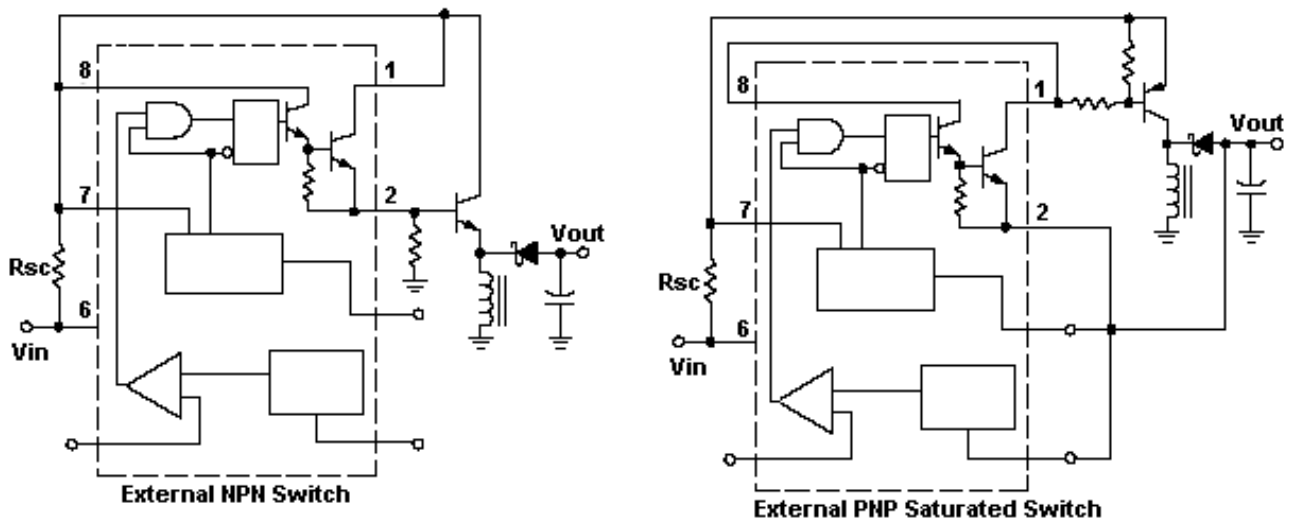 8
1
7
2
Rsc
Vout
6
Vin
External NPN Switch
8
1
Vout
7
2
Rsc
6
Vin
External PNP Saturated Switch